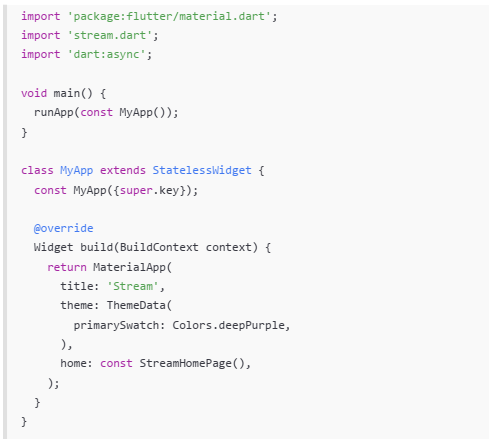 import 'package:flutter/material.dart';
import 'stream.dart';
import 'dart:async';

void main() {
  runApp(const MyApp());
}

class MyApp extends StatelessWidget {
  const MyApp({super.key});

  @override
  Widget build(BuildContext context) {
    return MaterialApp(
      title: 'Stream',
      theme: ThemeData(
        primarySwatch: Colors.deepPurple,
      ),
      home: const StreamHomePage(),
    );
  }
}